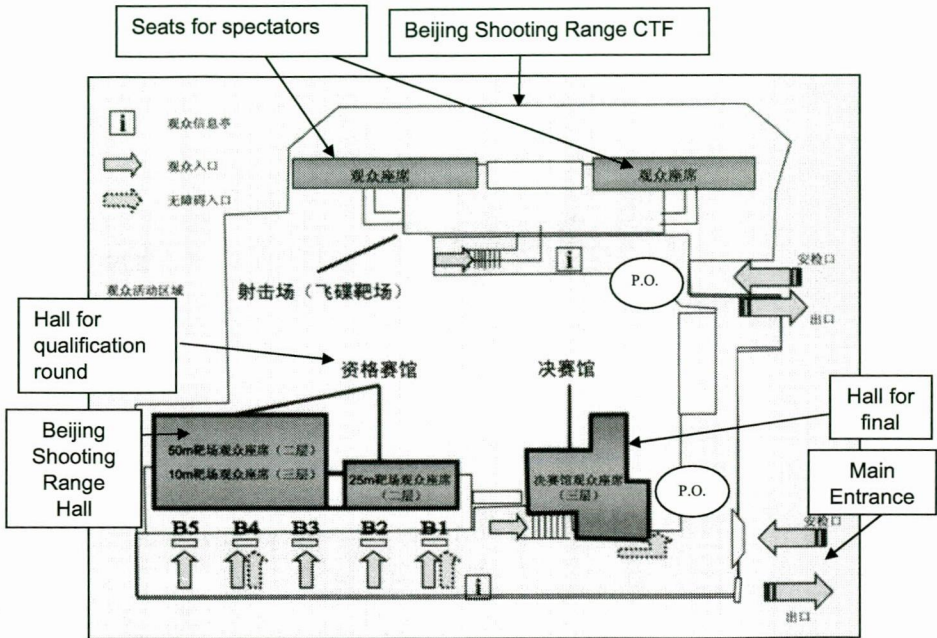 Seats for spectators
Beijing Shooting Range CTF
i 观众信息亭
观众入口
无障碍入口
观众座席
观众座席
i
安检口
P.O.
出口
射击场（飞碟靶场）
观众活动区域
Hall for
qualification
round
资格赛馆
决赛馆
Hall for
final
Beijing
Shooting
Range
Hall
50m靶场观众座席（二层）
10m靶场观众座席（三层）
25m靶场观众座席
（二层）
决赛馆观众座席
（三层）
P.O.
Main
Entrance
安检口
B5 B4 B3 B2 B1
i
出口